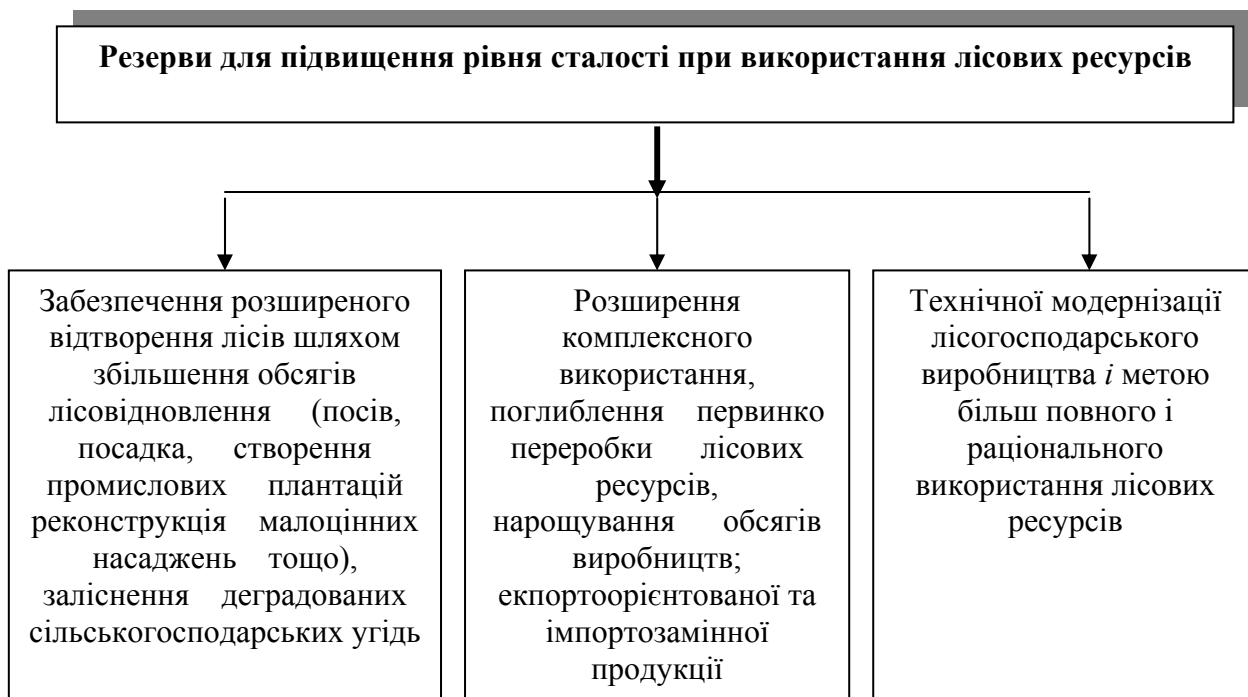 Резерви для підвищення рівня сталості при використання лісових ресурсів
Забезпечення розширеного
відтворення лісів шляхом
збільшення обсягів
лісовідновлення (посів,
посадка, створення
промислових плантацій
реконструкція малоцінних
насаджень тощо),
заліснення деградованих
сільськогосподарських угідь
Розширення
комплексного
використання,
поглиблення первинко
переробки лісових
ресурсів,
нарощування обсягів
виробництв;
екпортоорієнтованої та
імпортозамінної
продукції
Технічної модернізації
лісогосподарського
виробництва і метою
більш повного і
раціонального
використання лісових
ресурсів